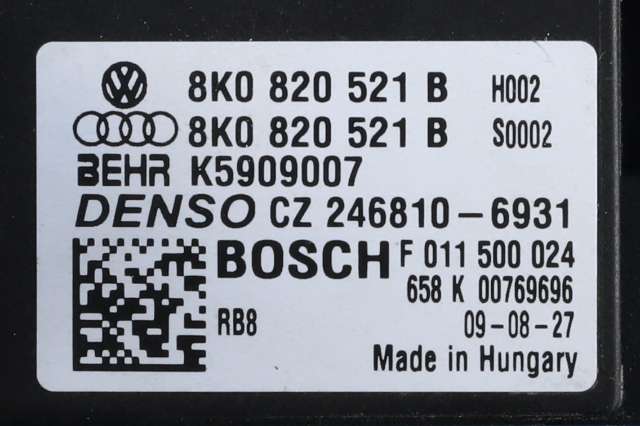 8K0 820 521 B H002
8K0 820 521 B S0002
BEHR K5909007
DENSO CZ 246810-6931
BOSCH F 011 500 024
658 K 00769696
RB8 09-08-27
Made in Hungary